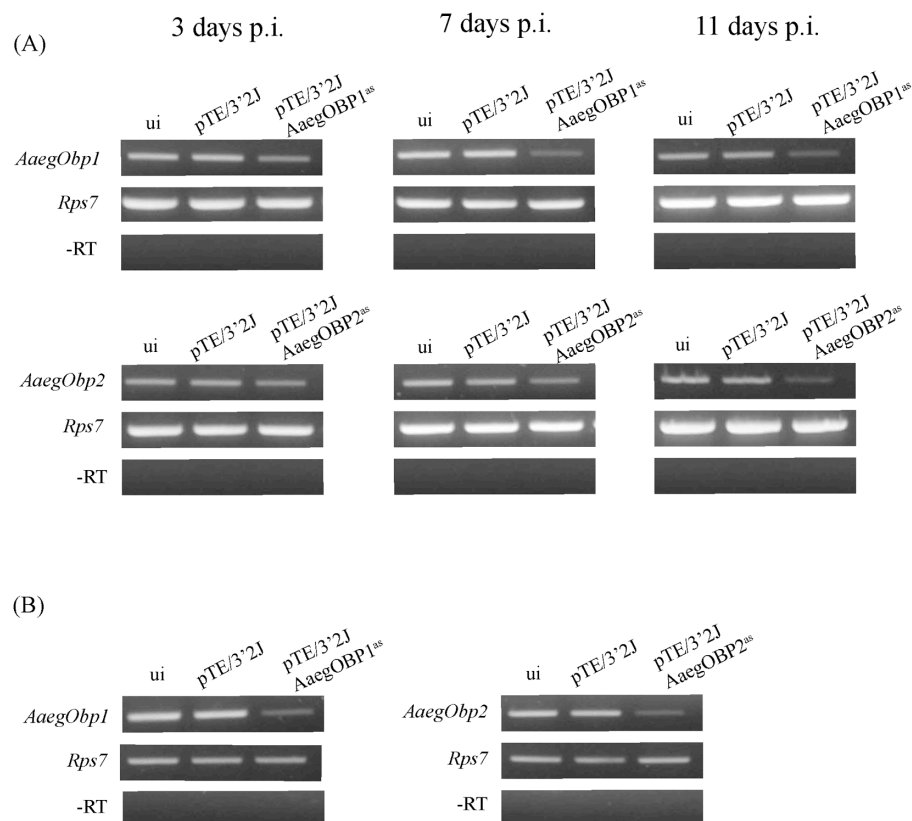 3 days p.i. 7 days p.i. 11 days p.i.
(A)
ui pTE/3’2J pTE/3’2J AaegOBP1as ui pTE/3’2J pTE/3’2J AaegOBP1as ui pTE/3’2J pTE/3’2J AaegOBP1as
AaegObp1
Rps7
-RT
ui pTE/3’2J pTE/3’2J AaegOBP2as ui pTE/3’2J pTE/3’2J AaegOBP2as ui pTE/3’2J pTE/3’2J AaegOBP2as
AaegObp2
Rps7
-RT
(B)
ui pTE/3’2J pTE/3’2J AaegOBP1as ui pTE/3’2J pTE/3’2J AaegOBP2as
AaegObp1 AaegObp2
Rps7 Rps7
-RT -RT